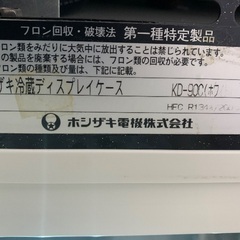 フロン回収・破壊法 第一種特定製品
フロン類をみだりに大気中に放出することは禁じられています
の製品を廃棄する場合には、フロン類の回収が必要です。
フロン類の種類及び数量は、下記に記載
ザキ冷蔵ディスプレイケース KD-90C
HFC R134a
ホシザキ電機株式会社